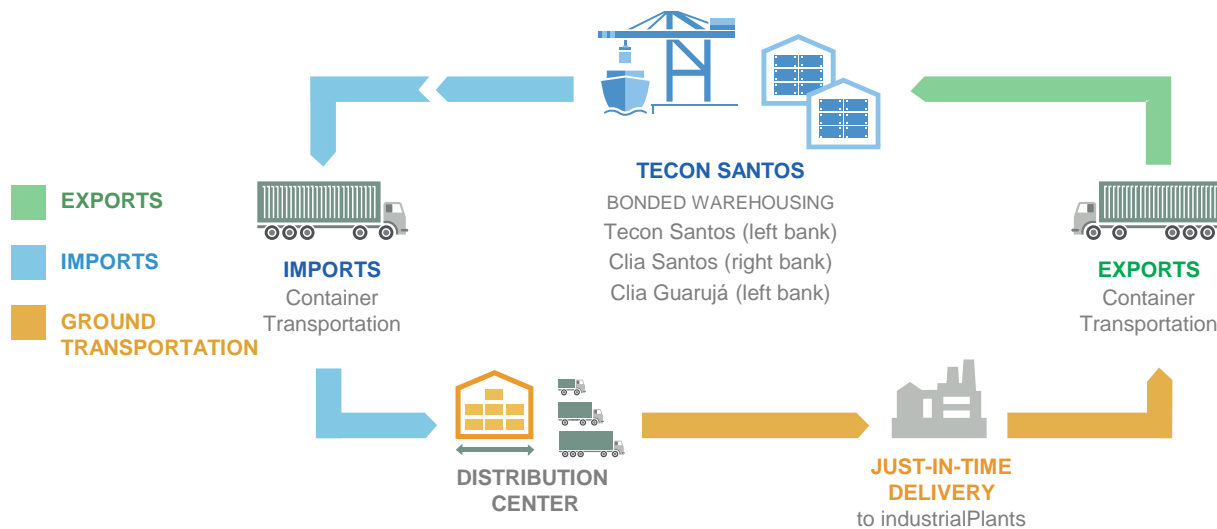 TECON SANTOS
BONDED WAREHOUSING
Tecon Santos (left bank)
Clia Santos (right bank)
Clia Guarujá (left bank)
EXPORTS
IMPORTS
GROUND
TRANSPORTATION
IMPORTS
Container
Transportation
EXPORTS
Container
Transportation
DISTRIBUTION
CENTER
JUST-IN-TIME
DELIVERY
to industrialPlants